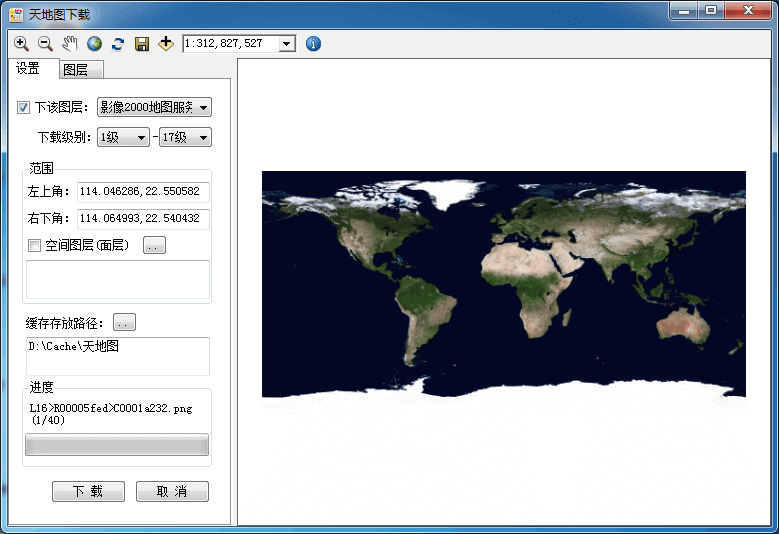 天地图下载
1:312,827,527
设置 图层
下该图层: 影像2000地图服务
下载级别: 1级 - 17级
范围
左上角: 114.046286,22.550582
右下角: 114.064993,22.540432
空间图层(面层) ..
缓存存放路径: ..
D:\Cache\天地图
进度
L16>R00005fed>C0001a232.png
(1/40)
下 载 取 消